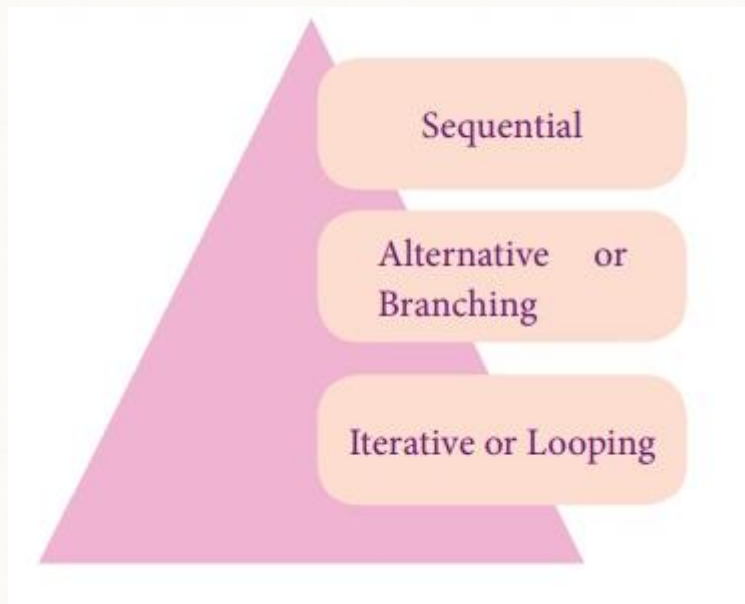 Sequential
Alternative or
Branching
Iterative or Looping